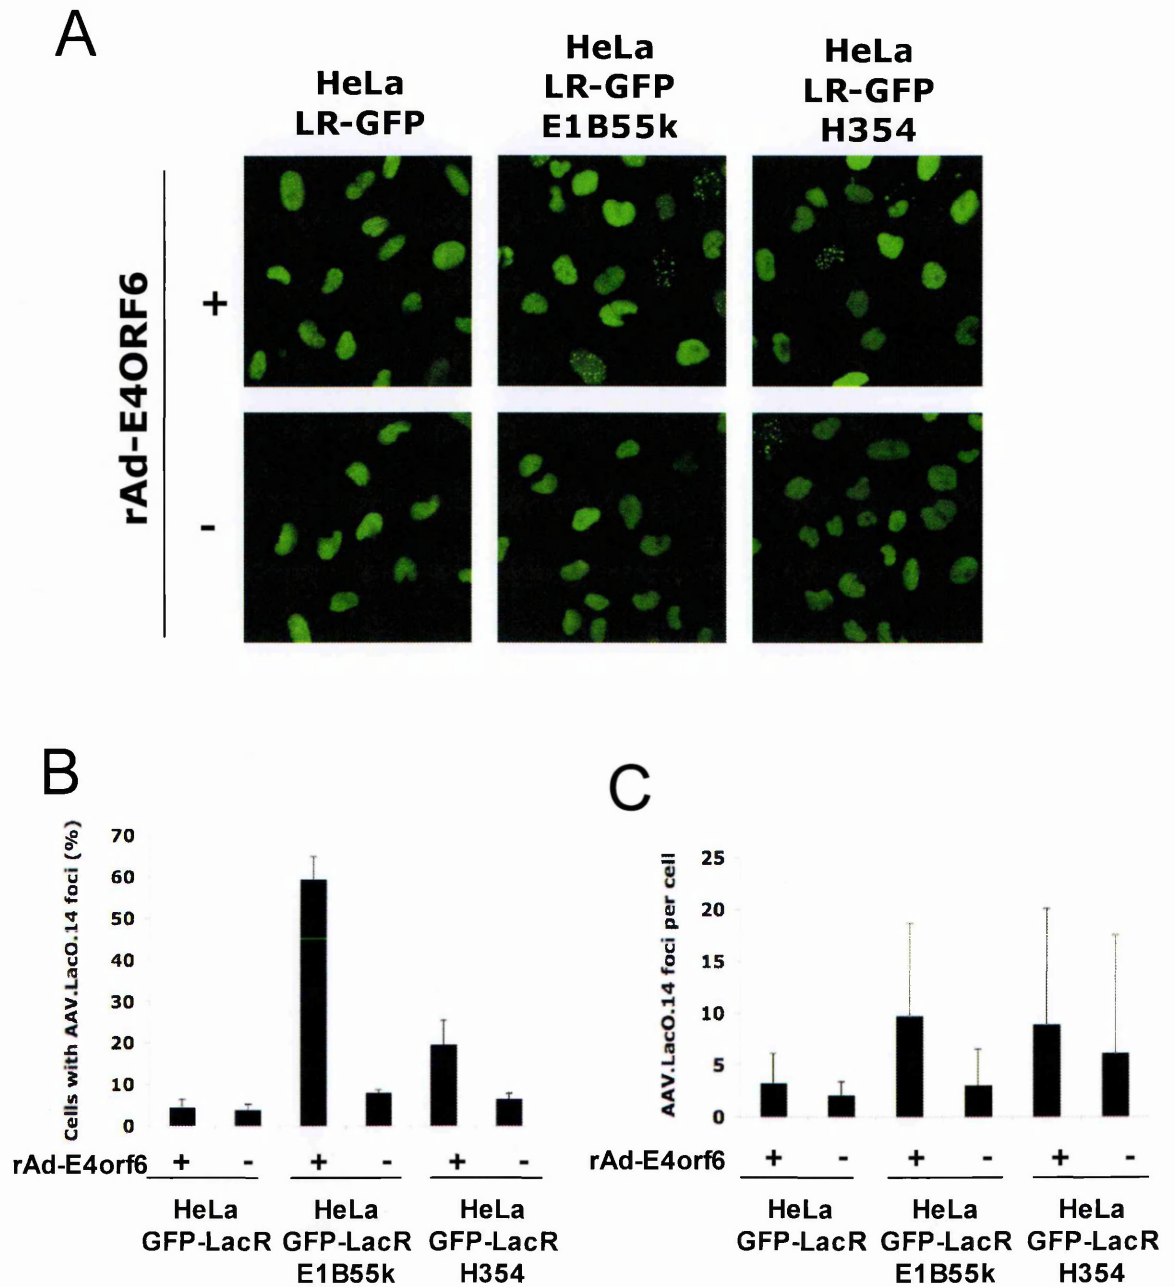 A
HeLa
LR-GFP
HeLa
LR-GFP
E1B55k
HeLa
LR-GFP
H354
rAd-E4ORF6
+
-
B
Cells with AAV.LacO.14 foci (%)
70
60
50
40
30
20
10
0
rAd-E4orf6 + - + - + -
HeLa
GFP-LacR
HeLa
GFP-LacR
E1B55k
HeLa
GFP-LacR
H354
C
AAV.LacO.14 foci per cell
25
20
15
10
5
0
rAd-E4orf6 + - + - + -
HeLa
GFP-LacR
HeLa
GFP-LacR
E1B55k
HeLa
GFP-LacR
H354